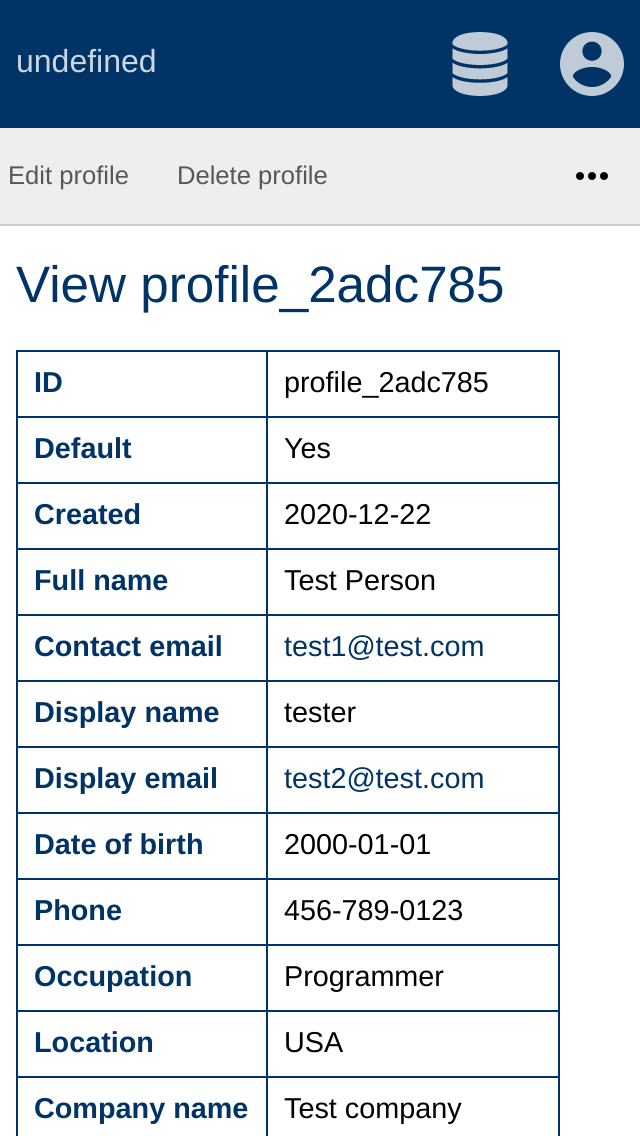 undefined
Edit profile Delete profile •••
View profile_2adc785
ID profile_2adc785
Default Yes
Created 2020-12-22
Full name Test Person
Contact email test1@test.com
Display name tester
Display email test2@test.com
Date of birth 2000-01-01
Phone 456-789-0123
Occupation Programmer
Location USA
Company name Test company